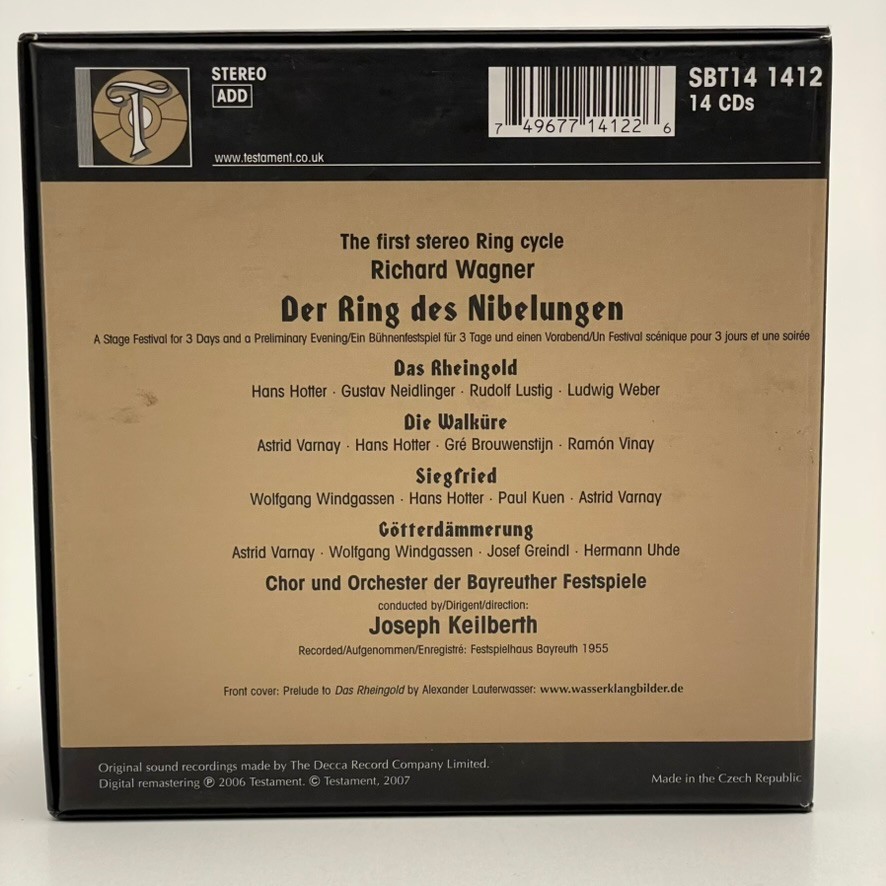 T
STEREO
ADD
www.testament.co.uk
7 49677 14122 6
SBT14 1412
14 CDs
The first stereo Ring cycle
Richard Wagner
Der Ring des Nibelungen
A Stage Festival for 3 Days and a Preliminary Evening/Ein Bühnenfestspiel für 3 Tage und einen Vorabend/Un Festival scénique pour 3 jours et une soirée
Das Rheingold
Hans Hotter · Gustav Neidlinger · Rudolf Lustig · Ludwig Weber
Die Walküre
Astrid Varnay · Hans Hotter · Gré Brouwenstijn · Ramón Vinay
Siegfried
Wolfgang Windgassen · Hans Hotter · Paul Kuen · Astrid Varnay
Götterdämmerung
Astrid Varnay · Wolfgang Windgassen · Josef Greindl · Hermann Uhde
Chor und Orchester der Bayreuther Festspiele
conducted by/Dirigent/direction:
Joseph Keilberth
Recorded/Aufgenommen/Enregistré: Festspielhaus Bayreuth 1955
Front cover: Prelude to Das Rheingold by Alexander Lauterwasser: www.wasserklangbilder.de
Original sound recordings made by The Decca Record Company Limited.
Digital remastering ℗ 2006 Testament. © Testament, 2007
Made in the Czech Republic